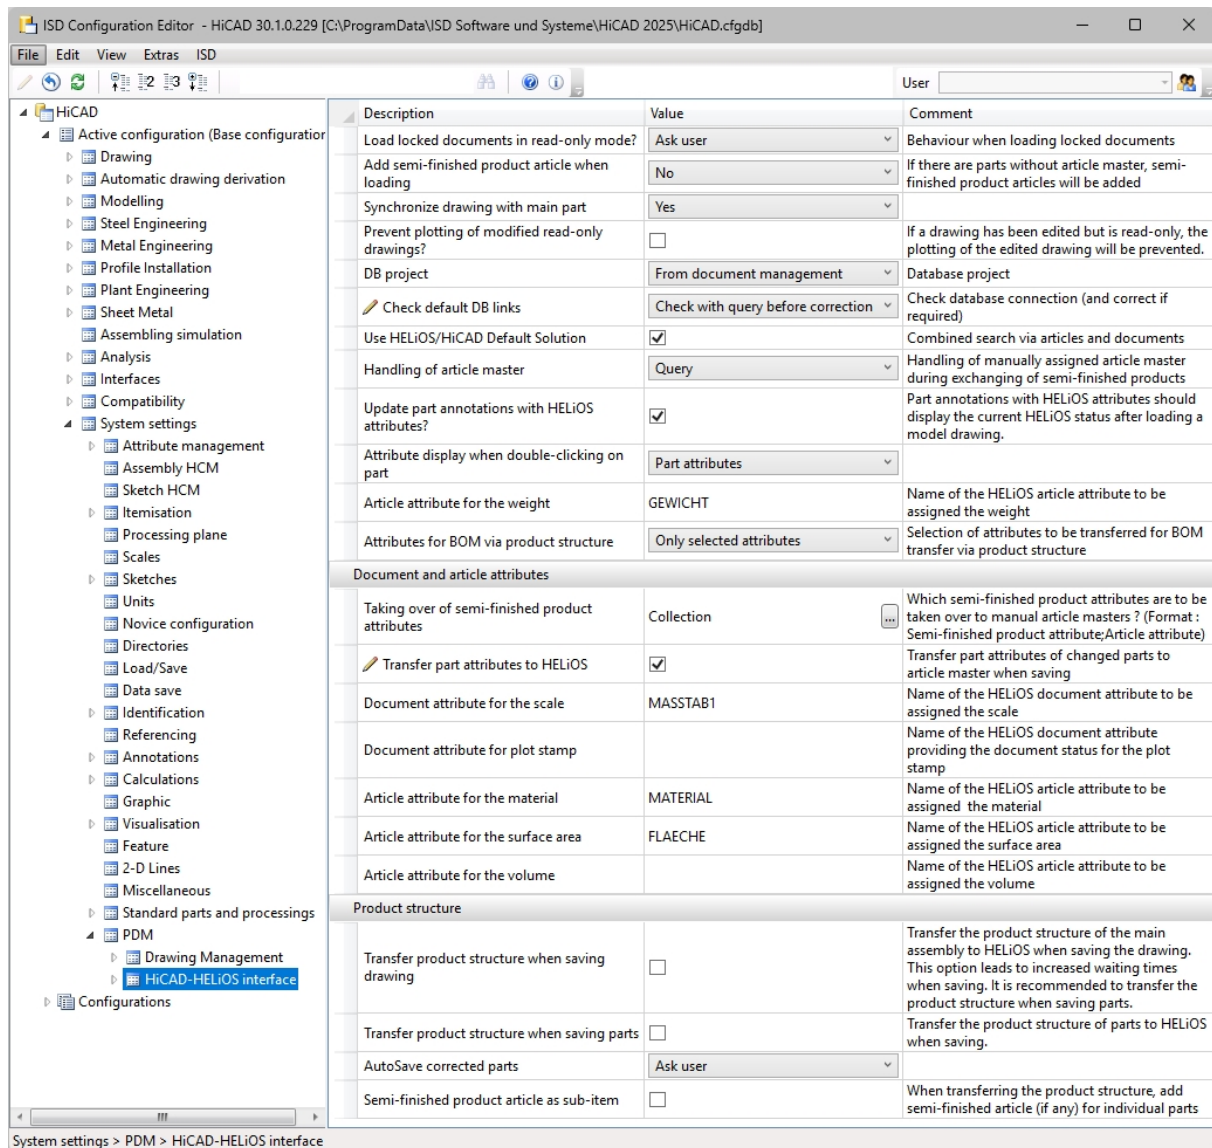 ISD Configuration Editor - HiCAD 30.1.0.229 [C:\ProgramData\ISD Software und Systeme\HiCAD 2025\HiCAD.cfgdb]
File Edit View Extras ISD
2 3 User
HiCAD
Active configuration (Base configuration
Drawing
Automatic drawing derivation
Modelling
Steel Engineering
Metal Engineering
Profile Installation
Plant Engineering
Sheet Metal
Assembling simulation
Analysis
Interfaces
Compatibility
System settings
Attribute management
Assembly HCM
Sketch HCM
Itemisation
Processing plane
Scales
Sketches
Units
Novice configuration
Directories
Load/Save
Data save
Identification
Referencing
Annotations
Calculations
Graphic
Visualisation
Feature
2-D Lines
Miscellaneous
Standard parts and processings
PDM
Drawing Management
HiCAD-HELiOS interface
Configurations
Description Value Comment
Load locked documents in read-only mode? Ask user Behaviour when loading locked documents
Add semi-finished product article when
loading
No
If there are parts without article master, semi-
finished product articles will be added
Synchronize drawing with main part Yes
Prevent plotting of modified read-only
drawings?
If a drawing has been edited but is read-only, the
plotting of the edited drawing will be prevented.
DB project From document management Database project
Check default DB links Check with query before correction
Check database connection (and correct if
required)
Use HELiOS/HiCAD Default Solution Combined search via articles and documents
Handling of article master Query
Handling of manually assigned article master
during exchanging of semi-finished products
Update part annotations with HELiOS
attributes?
Part annotations with HELiOS attributes should
display the current HELiOS status after loading a
model drawing.
Attribute display when double-clicking on
part
Part attributes
Article attribute for the weight GEWICHT
Name of the HELiOS article attribute to be
assigned the weight
Attributes for BOM via product structure Only selected attributes
Selection of attributes to be transferred for BOM
transfer via product structure
Document and article attributes
Taking over of semi-finished product
attributes
Collection ...
Which semi-finished product attributes are to be
taken over to manual article masters ? (Format :
Semi-finished product attribute;Article attribute)
Transfer part attributes to HELiOS
Transfer part attributes of changed parts to
article master when saving
Document attribute for the scale MASSTAB1
Name of the HELiOS document attribute to be
assigned the scale
Document attribute for plot stamp
Name of the HELiOS document attribute
providing the document status for the plot
stamp
Article attribute for the material MATERIAL
Name of the HELiOS article attribute to be
assigned the material
Article attribute for the surface area FLAECHE
Name of the HELiOS article attribute to be
assigned the surface area
Article attribute for the volume
Name of the HELiOS article attribute to be
assigned the volume
Product structure
Transfer product structure when saving
drawing
Transfer the product structure of the main
assembly to HELiOS when saving the drawing.
This option leads to increased waiting times
when saving. It is recommended to transfer the
product structure when saving parts.
Transfer product structure when saving parts
Transfer the product structure of parts to HELiOS
when saving.
AutoSave corrected parts Ask user
Semi-finished product article as sub-item
When transferring the product structure, add
semi-finished article (if any) for individual parts
System settings > PDM > HiCAD-HELiOS interface